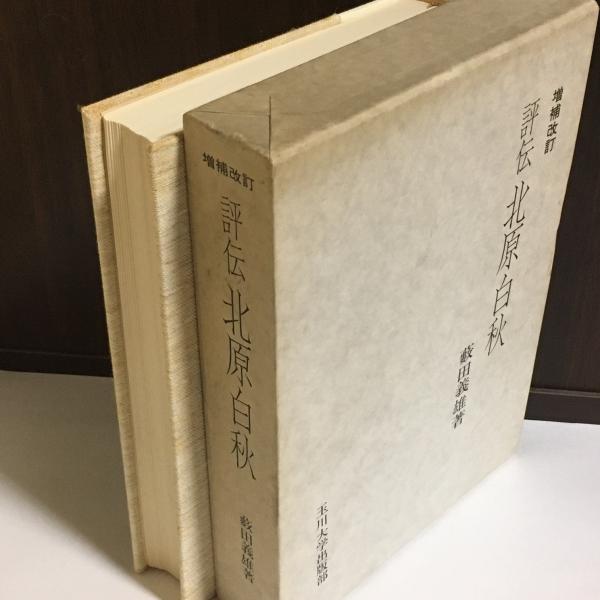 増補改訂
評伝 北原白秋
薮田義雄著
玉川大学出版部
増補改訂
評伝 北原白秋
薮田義雄著